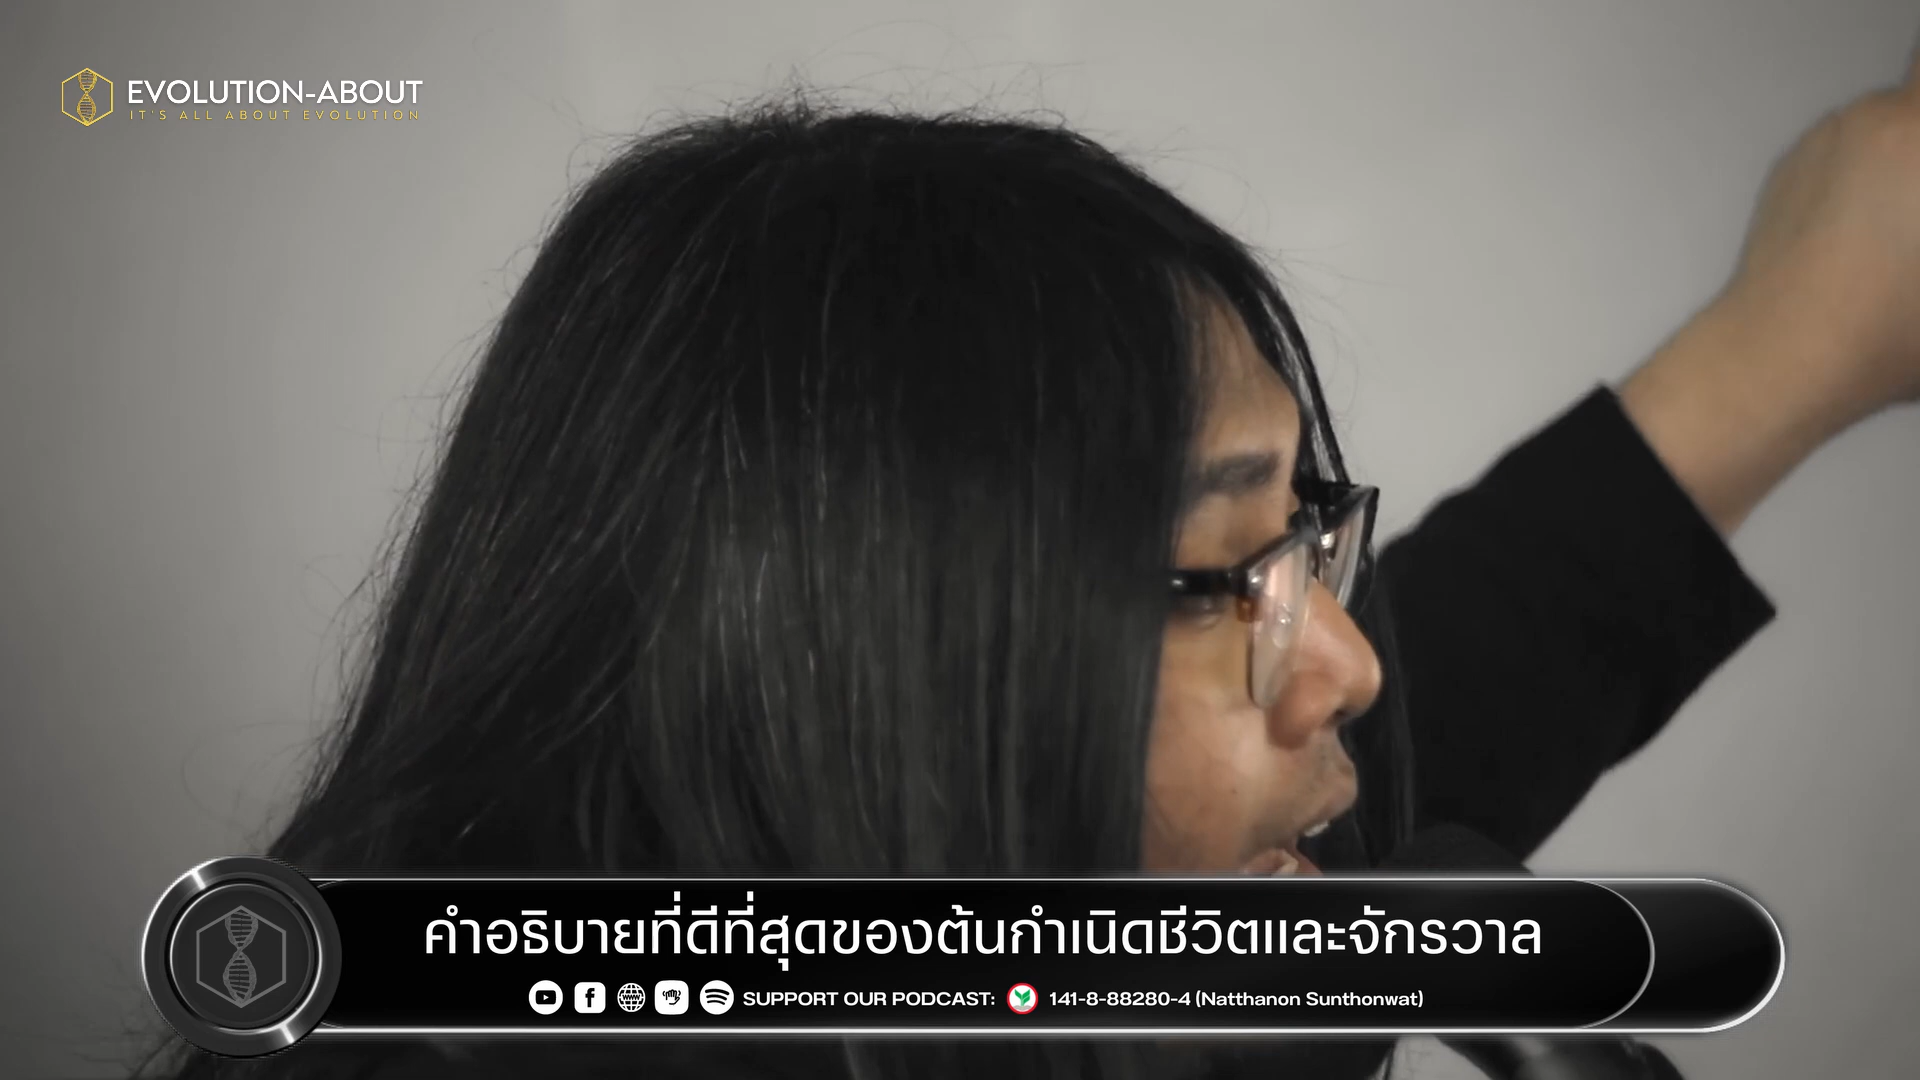 EVOLUTION-ABOUT
IT'S ALL ABOUT EVOLUTION
คำอธิบายที่ดีที่สุดของต้นกำเนิดชีวิตและจักรวาล
SUPPORT OUR PODCAST: 141-8-88280-4 (Natthanon Sunthonwat)